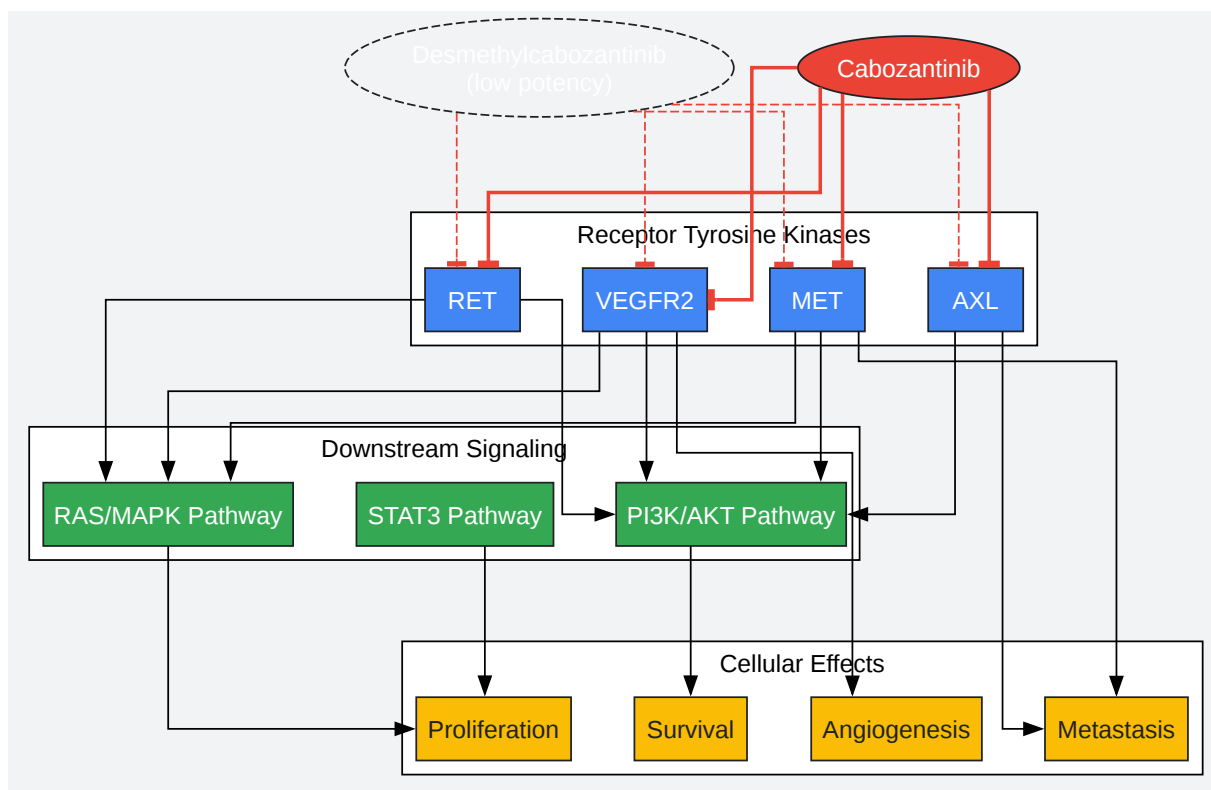 Desmethylcabozantinib
(low potency)
Cabozantinib
Receptor Tyrosine Kinases
RET
VEGFR2
MET
AXL
Downstream Signaling
RAS/MAPK Pathway
STAT3 Pathway
PI3K/AKT Pathway
Cellular Effects
Proliferation
Survival
Angiogenesis
Metastasis